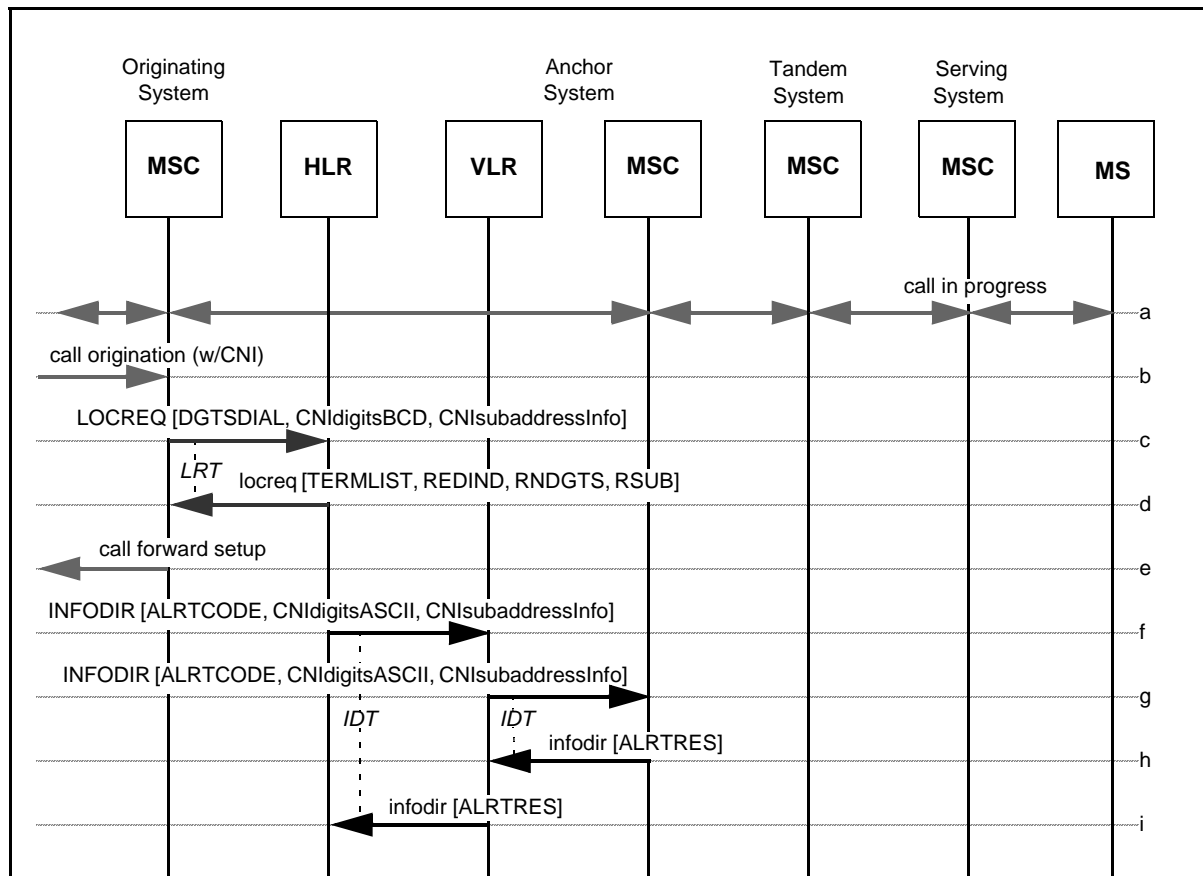 Originating
System
Anchor
System
Tandem
System
Serving
System
MSC
HLR
VLR
MSC
MSC
MSC
MS
call in progress
a
call origination (w/CNI)
b
LOCREQ [DGTSDIAL, CNIdigitsBCD, CNIsubaddressInfo]
c
LRT
locreq [TERMLIST, REDIND, RNDGTS, RSUB]
d
call forward setup
e
INFODIR [ALRTCODE, CNIdigitsASCII, CNIsubaddressInfo]
f
INFODIR [ALRTCODE, CNIdigitsASCII, CNIsubaddressInfo]
g
IDT
IDT
infodir [ALRTRES]
h
infodir [ALRTRES]
i